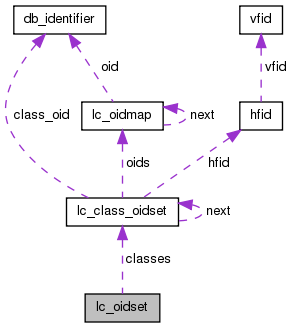 db_identifier
vfid
oid
vfid
class_oid
lc_oidmap
next
hfid
oids
hfid
lc_class_oidset
next
classes
lc_oidset